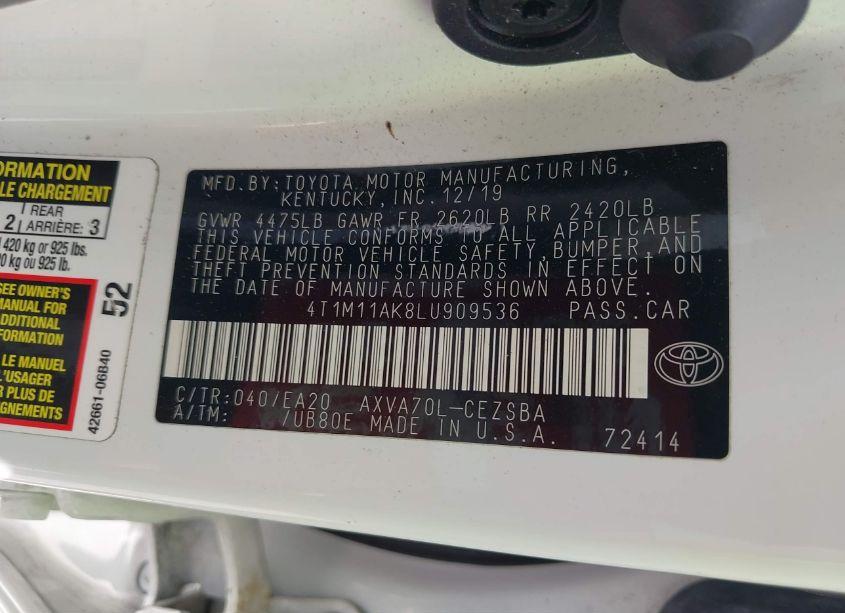 ORMATION
LE CHARGEMENT
2 REAR ARRIÈRE: 3
420 kg or 925 lbs.
0 kg ou 925 lb.
SEE OWNER'S
MANUAL FOR
ADDITIONAL
INFORMATION
LE MANUEL
L'USAGER
PLUS DE
EIGNEMENTS
52
42661-06B40
MFD.BY:TOYOTA MOTOR MANUFACTURING,
KENTUCKY, INC.12/19
GVWR 4475LB GAWR FR 2620LB RR 2420LB
THIS VEHICLE CONFORMS TO ALL APPLICABLE
FEDERAL MOTOR VEHICLE SAFETY,BUMPER,AND
THEFT PREVENTION STANDARDS IN EFFECT ON
THE DATE OF MANUFACTURE SHOWN ABOVE.
4T1M11AK8LU909536 PASS.CAR
C/TR:040/EA20 AXVA70L-CEZSBA
A/TM: /UB80E MADE IN U.S.A. 72414